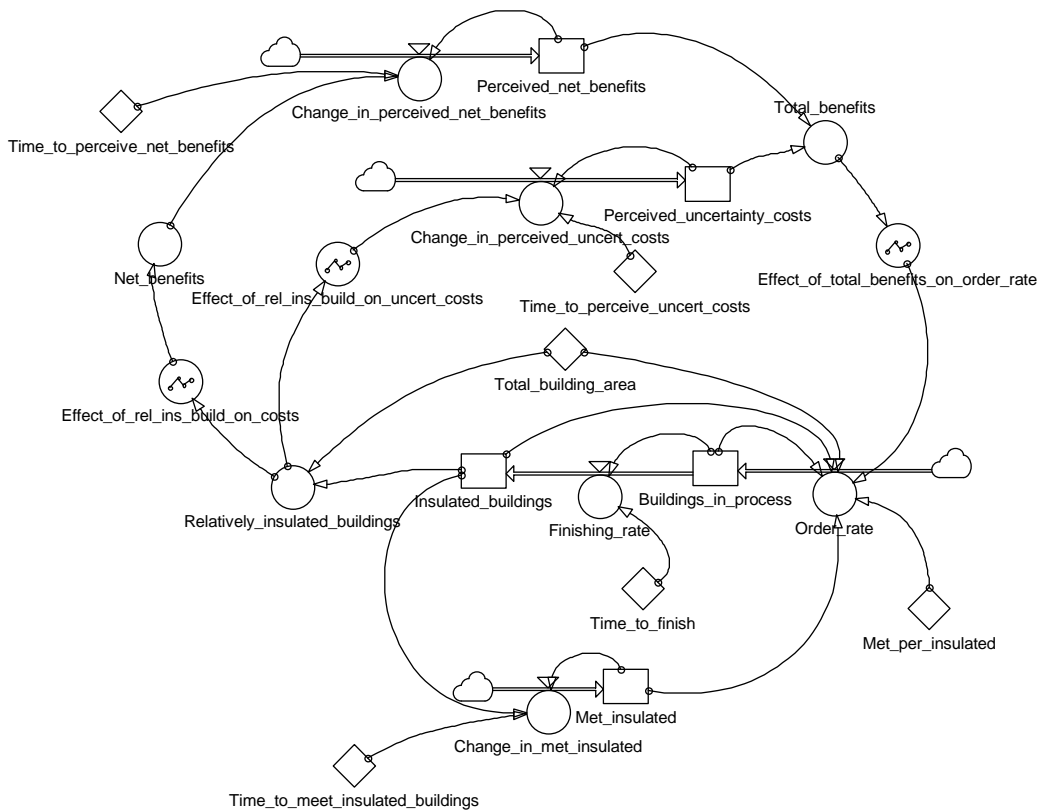 Perceived_net_benefits
Total_benefits
Change_in_perceived_net_benefits
Time_to_perceive_net_benefits
Perceived_uncertainty_costs
Change_in_perceived_uncert_costs
Net_benefits
Effect_of_total_benefits_on_order_rate
Effect_of_rel_ins_build_on_uncert_costs
Time_to_perceive_uncert_costs
Total_building_area
Effect_of_rel_ins_build_on_costs
Insulated_buildings
Buildings_in_process
Relatively_insulated_buildings
Finishing_rate
Order_rate
Time_to_finish
Met_per_insulated
Met_insulated
Change_in_met_insulated
Time_to_meet_insulated_buildings